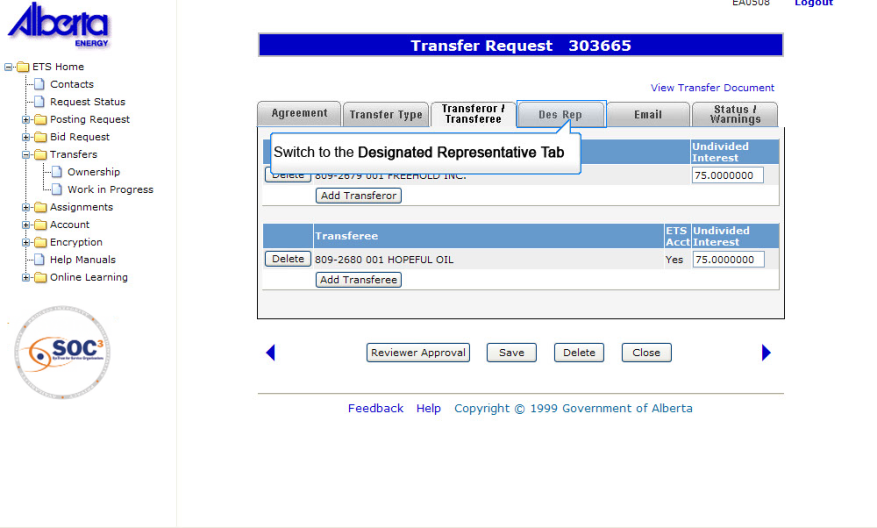 EA0508 Logout
Alberta
ENERGY
Transfer Request 303665
ETS Home
Contacts
Request Status
Posting Request
Bid Request
Transfers
Ownership
Work in Progress
Assignments
Account
Encryption
Help Manuals
Online Learning
SOC3
View Transfer Document
Agreement
Transfer Type
Transferor /
Transferee
Des Rep
Email
Status /
Warnings
Switch to the Designated Representative Tab
Undivided
Interest
Delete 809-2679 001 FREEHOLD INC. 75.0000000
Add Transferor
Transferee
ETS
Acct
Undivided
Interest
Delete 809-2680 001 HOPEFUL OIL Yes 75.0000000
Add Transferee
Reviewer Approval Save Delete Close
Feedback Help Copyright © 1999 Government of Alberta